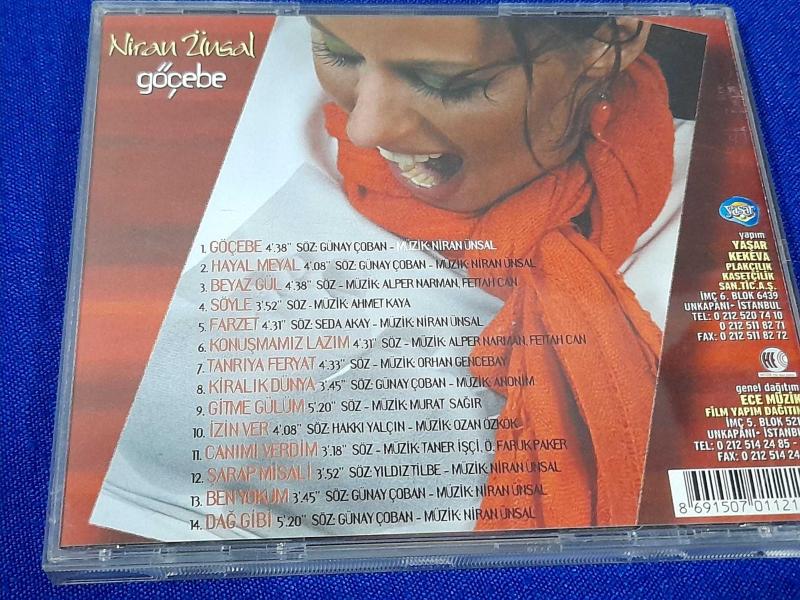 Niran Ünsal
göçebe
1. GÖÇEBE 4'.38" SÖZ: GÜNAY ÇOBAN - MÜZİK: NİRAN ÜNSAL
2. HAYAL MEYAL 4'.08" SÖZ: GÜNAY ÇOBAN - MÜZİK: NİRAN ÜNSAL
3. BEYAZ GÜL 4'.38" SÖZ - MÜZİK: ALPER NARMAN, FETTAH CAN
4. SÖYLE 3'.52" SÖZ - MÜZİK: AHMET KAYA
5. FARZET 4'.31" SÖZ: SEDA AKAY - MÜZİK: NİRAN ÜNSAL
6. KONUŞMAMIZ LAZIM 4'.31" SÖZ - MÜZİK: ALPER NARMAN, FETTAH CAN
7. TANRIYA FERYAT 4'.33" SÖZ - MÜZİK: ORHAN GENCEBAY
8. KİRALIK DÜNYA 3'.45" SÖZ: GÜNAY ÇOBAN - MÜZİK: ANONİM
9. GİTME GÜLÜM 5'.20" SÖZ - MÜZİK: MURAT SAĞIR
10. İZİN VER 4'.08" SÖZ: HAKKI YALÇIN - MÜZİK: OZAN ÖZKÖK
11. CANIMI VERDİM 3'.18" SÖZ - MÜZİK: TANER İŞÇİ, Ö. FARUK PAKER
12. ŞARAP MİSALİ 3'.52" SÖZ: YILDIZ TİLBE - MÜZİK: NİRAN ÜNSAL
13. BEN YOKUM 3'.45" SÖZ: GÜNAY ÇOBAN - MÜZİK: NİRAN ÜNSAL
14. DAĞ GİBİ 5'.20" SÖZ: GÜNAY ÇOBAN - MÜZİK: NİRAN ÜNSAL
Yaşar
yapım
YAŞAR
KEKEVA
PLAKÇILIK
KASETÇİLİK
SAN.TİC.A.Ş.
İMÇ 6. BLOK 6439
UNKAPANI- İSTANBUL
TEL: 0 212 520 74 10
0 212 511 82 71
FAX: 0 212 511 82 72
genel dağıtım
ECE MÜZİK
FİLM YAPIM DAĞITIM
İMÇ 5. BLOK 52
UNKAPANI- İSTANBUL
TEL: 0 212 514 24 85 -
FAX: 0 212 514 24
8 691507 01121